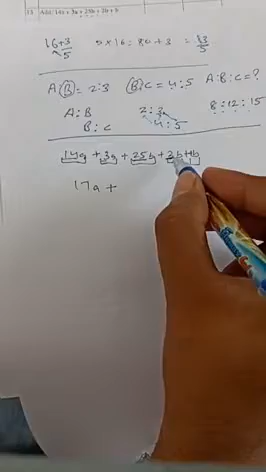 13 Add: 14a + 3a + 25b + 2b + b
16+3/5 5×16 = 80+3 = 83/5
A:B = 2:3 B:C = 4:5 A:B:C = ?
A:B 2:3 8:12:15
B:C 4:5
14a + 3a + 25b + 2b + b
17a +